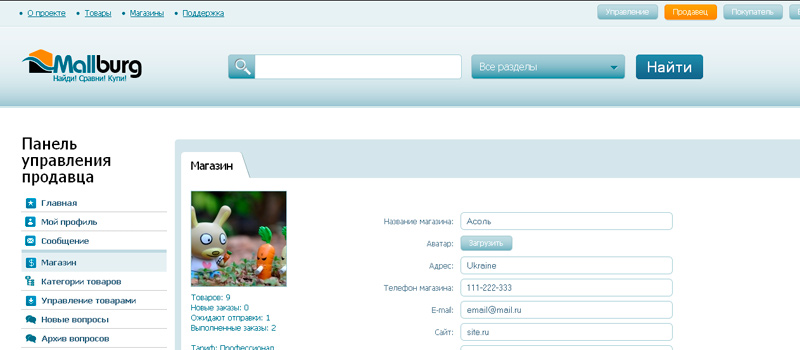 О проекте Товары Магазины Поддержка
Управление Продавец Покупатель
Mallburg
Найди! Сравни! Купи!
Все разделы
Найти
Панель
управления
продавца
Главная
Мой профиль
Сообщение
Магазин
Категории товаров
Управление товарами
Новые вопросы
Архив вопросов
Магазин
Товаров: 9
Новые заказы: 0
Ожидают отправки: 1
Выполненные заказы: 2
Тариф: Профессионал
Название магазина: Асоль
Аватар: Загрузить
Адрес: Ukraine
Телефон магазина: 111-222-333
E-mail: email@mail.ru
Сайт: site.ru